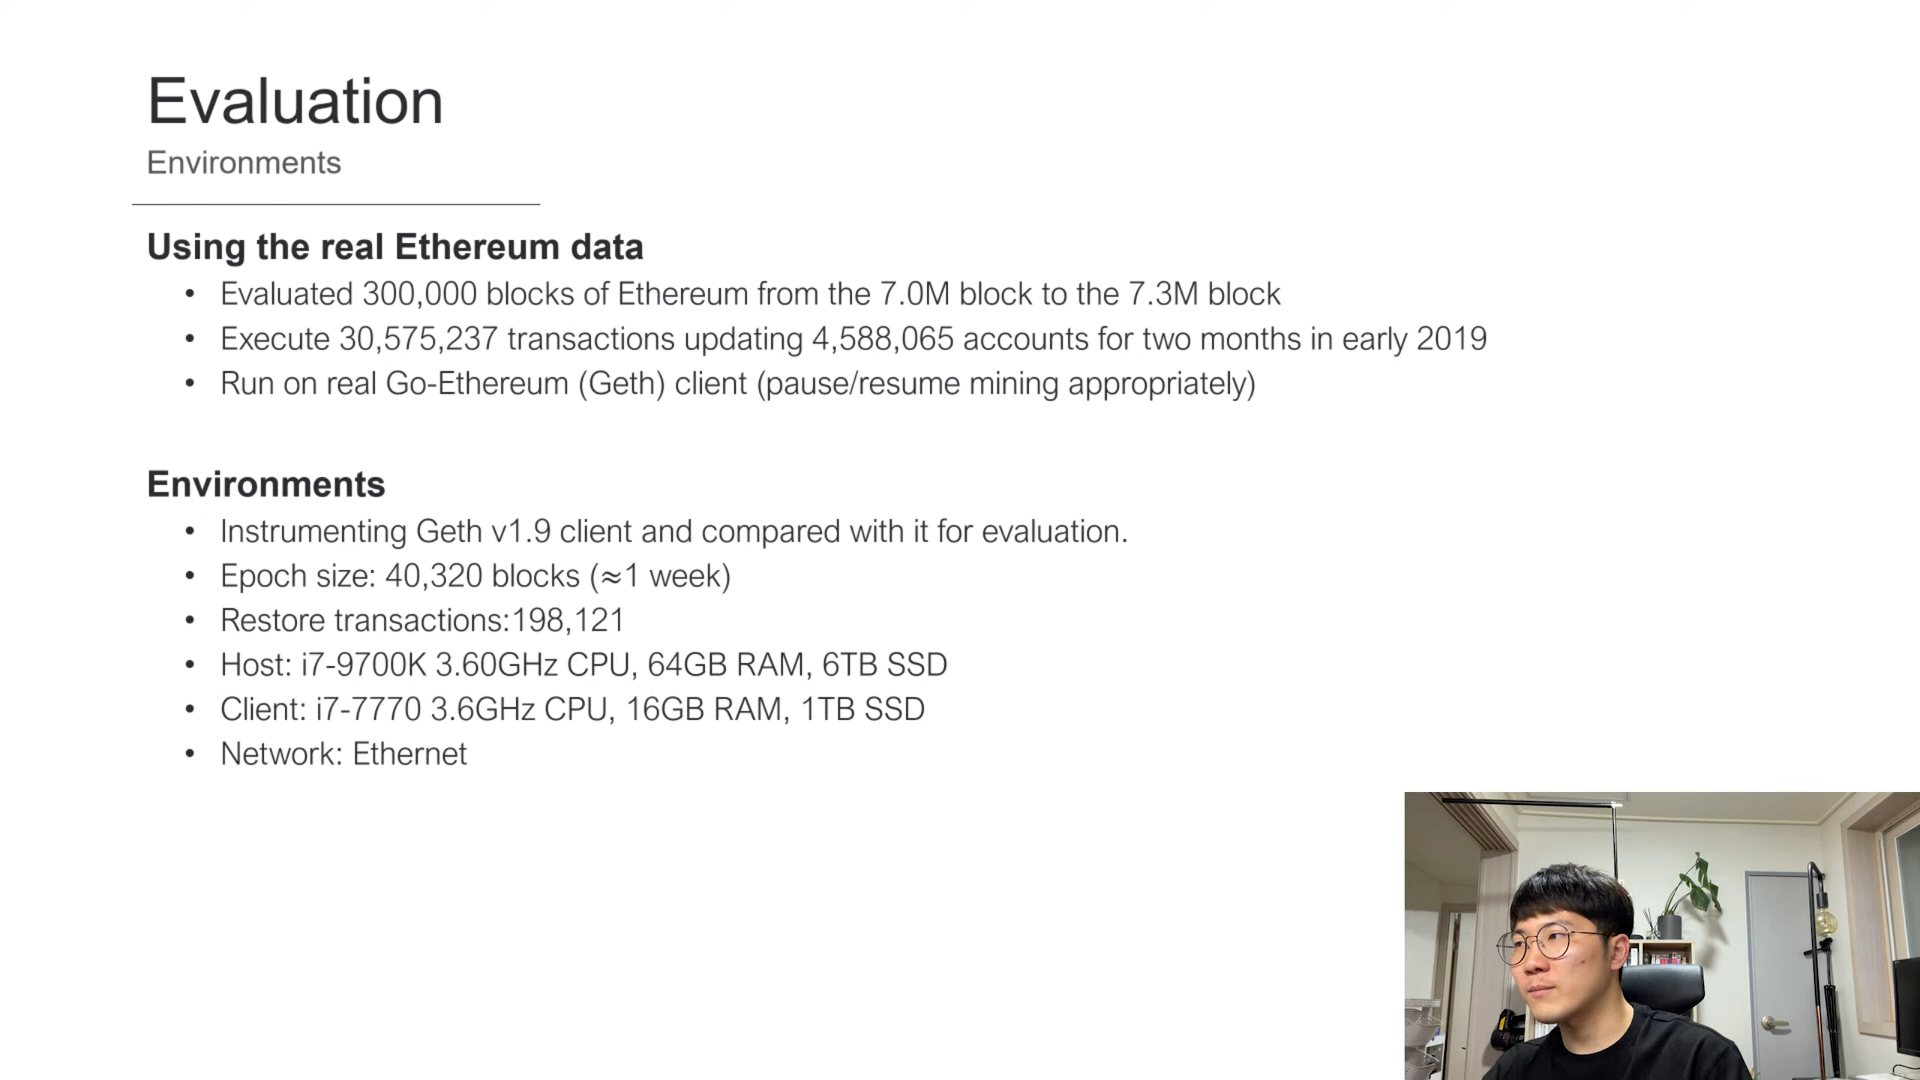 Evaluation
Environments
Using the real Ethereum data
• Evaluated 300,000 blocks of Ethereum from the 7.0M block to the 7.3M block
• Execute 30,575,237 transactions updating 4,588,065 accounts for two months in early 2019
• Run on real Go-Ethereum (Geth) client (pause/resume mining appropriately)
Environments
• Instrumenting Geth v1.9 client and compared with it for evaluation.
• Epoch size: 40,320 blocks (≈1 week)
• Restore transactions:198,121
• Host: i7-9700K 3.60GHz CPU, 64GB RAM, 6TB SSD
• Client: i7-7770 3.6GHz CPU, 16GB RAM, 1TB SSD
• Network: Ethernet